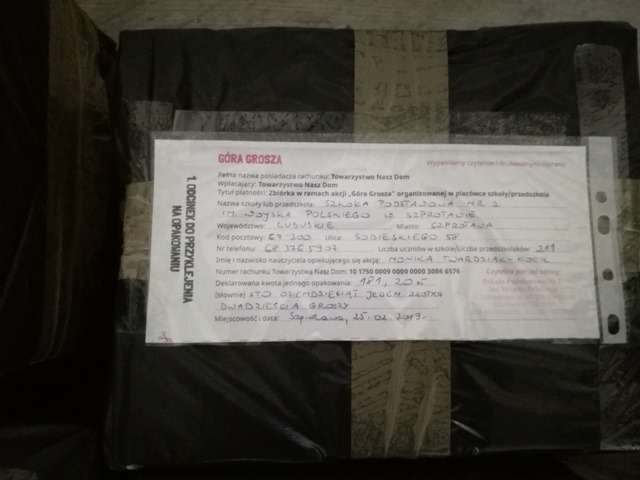 GÓRA GROSZA
Wypełniamy czytelnie i drukowanymi literami
Pełna nazwa posiadacza rachunku: Towarzystwo Nasz Dom
Wpłacający: Towarzystwo Nasz Dom
Tytuł płatności: Zbiórka w ramach akcji „Góra Grosza" organizowanej w placówce szkoły/przedszkola
Nazwa szkoły lub przedszkola: SZKOŁA PODSTAWOWA NR 2
IM. WOJSKA POLSKIEGO W SZPROTAWIE
Województwo: LUBUSKIE Miasto: SZPROTAWA
Kod pocztowy: 67-300 Ulica: SOBIESKIEGO 57
Nr telefonu: 68 376 5907 Liczba uczniów w szkole/Liczba przedszkolaków 241
Imię i nazwisko nauczyciela opiekującego się akcją: MONIKA TWARDZIAK-KOCIK
Numer rachunku Towarzystwa Nasz Dom: 10 1750 0009 0000 0000 3086 6576
Deklarowana kwota jednego opakowania: 181,20 zł
(słownie) STO OSIEMDZIESIĄT JEDEN ZŁOTYCH
DWADZIEŚCIA GROSZY
Miejscowość i data: Szprotawa, 25.02.2019r.
Czytelna pieczęć szkoły
1. ODCINEK DO PRZYKLEJENIA
NA OPAKOWANIU